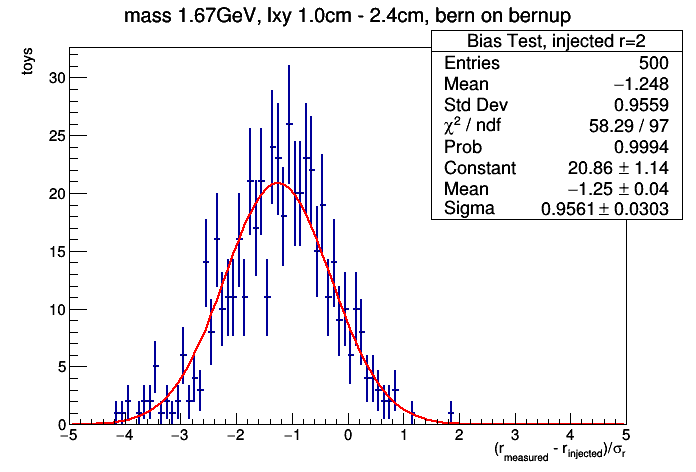 mass 1.67GeV, lxy 1.0cm - 2.4cm, bern on bernup
Bias Test, injected r=2
Entries 500
Mean −1.248
Std Dev 0.9559
χ² / ndf 58.29 / 97
Prob 0.9994
Constant 20.86 ± 1.14
Mean −1.25 ± 0.04
Sigma 0.9561 ± 0.0303
toys
30
25
20
15
10
5
0
−5 −4 −3 −2 −1 0 1 2 3 4 5
(r_measured - r_injected)/σ_r